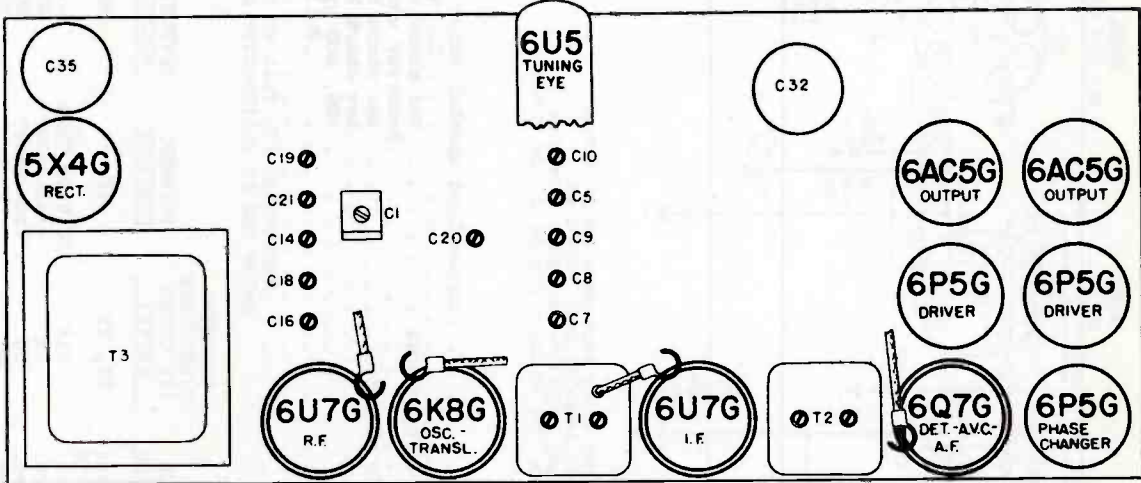 C35
6U5
TUNING
EYE
C32
5X4G
RECT.
C19
C21
C1
C14
C20
C18
C16
C10
C5
C9
C8
C7
6AC5G
OUTPUT
6AC5G
OUTPUT
6P5G
DRIVER
6P5G
DRIVER
T3
6U7G
R.F.
6K8G
OSC.-
TRANSL.
T1
6U7G
I.F.
T2
6Q7G
DET.-A.V.C.-
A.F.
6P5G
PHASE
CHANGER